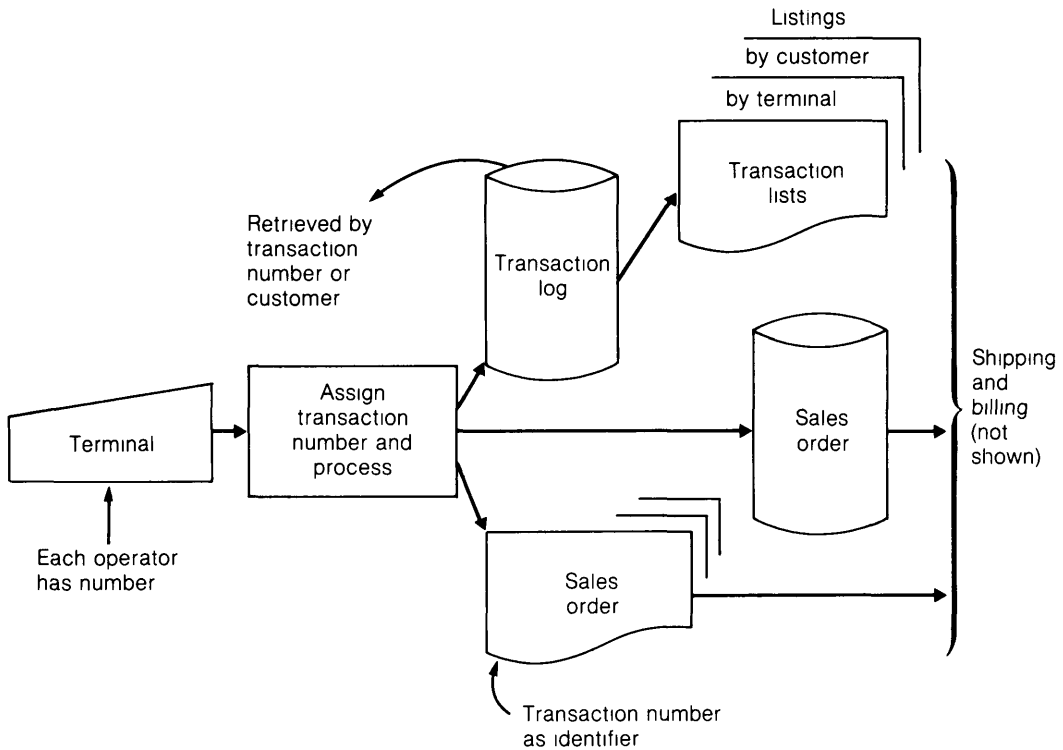 Listings
by customer
by terminal
Transaction
lists
Retrieved by
transaction
number or
customer
Transaction
log
Shipping
and
billing
(not
shown)
Assign
transaction
number and
process
Terminal
Sales
order
Each operator
has number
Sales
order
Transaction number
as identifier